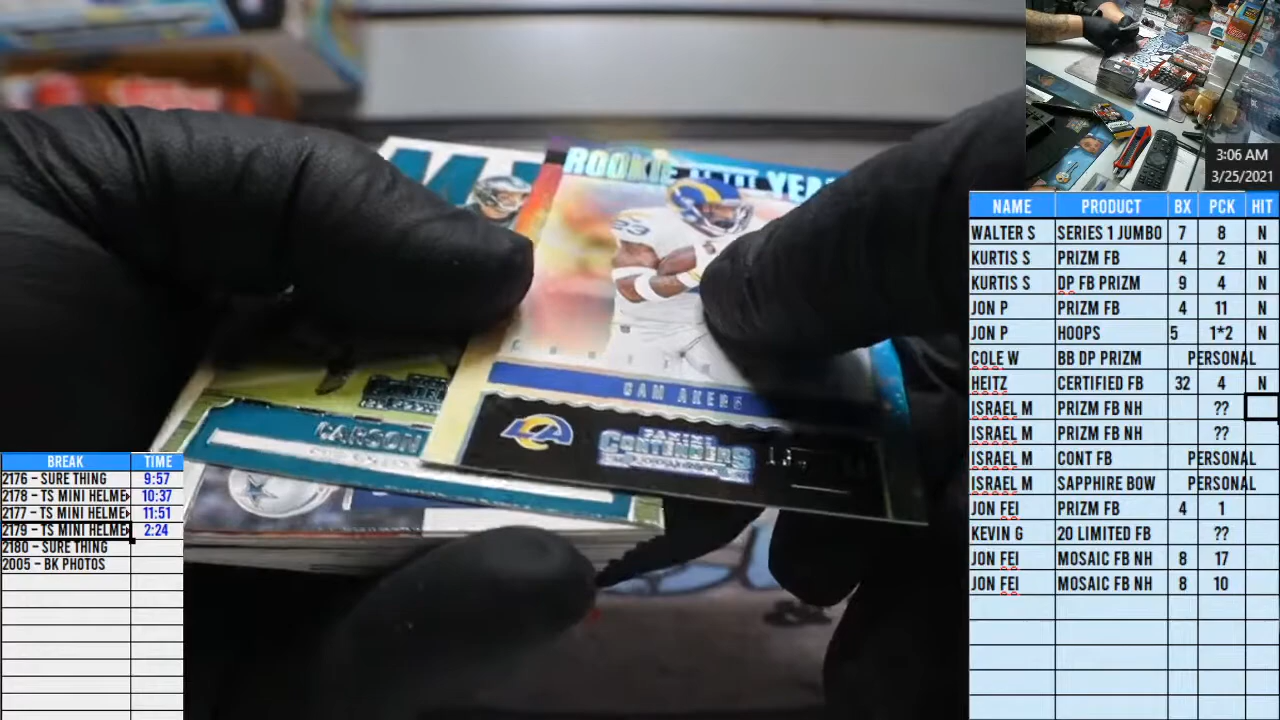 3:06 AM
3/25/2021
NAME PRODUCT BX PCK HIT
WALTER S SERIES 1 JUMBO 7 8 N
KURTIS S PRIZM FB 4 2 N
KURTIS S DP FB PRIZM 9 4 N
JON P PRIZM FB 4 11 N
JON P HOOPS 5 1*2 N
COLE W BB DP PRIZM PERSONAL
HEITZ CERTIFIED FB 32 4 N
ISRAEL M PRIZM FB NH ??
ISRAEL M PRIZM FB NH ??
ISRAEL M CONT FB PERSONAL
ISRAEL M SAPPHIRE BOW PERSONAL
JON FEI PRIZM FB 4 1
KEVIN G 20 LIMITED FB ??
JON FEI MOSAIC FB NH 8 17
JON FEI MOSAIC FB NH 8 10
BREAK TIME
2176 – SURE THING 9:57
2178 – TS MINI HELME 10:37
2177 – TS MINI HELME 11:51
2179 – TS MINI HELME 2:24
2180 – SURE THING
2005 – BK PHOTOS
ROOKIE OF THE YEA
CAM AKERS
PANINI
CONTENDERS
CARSON